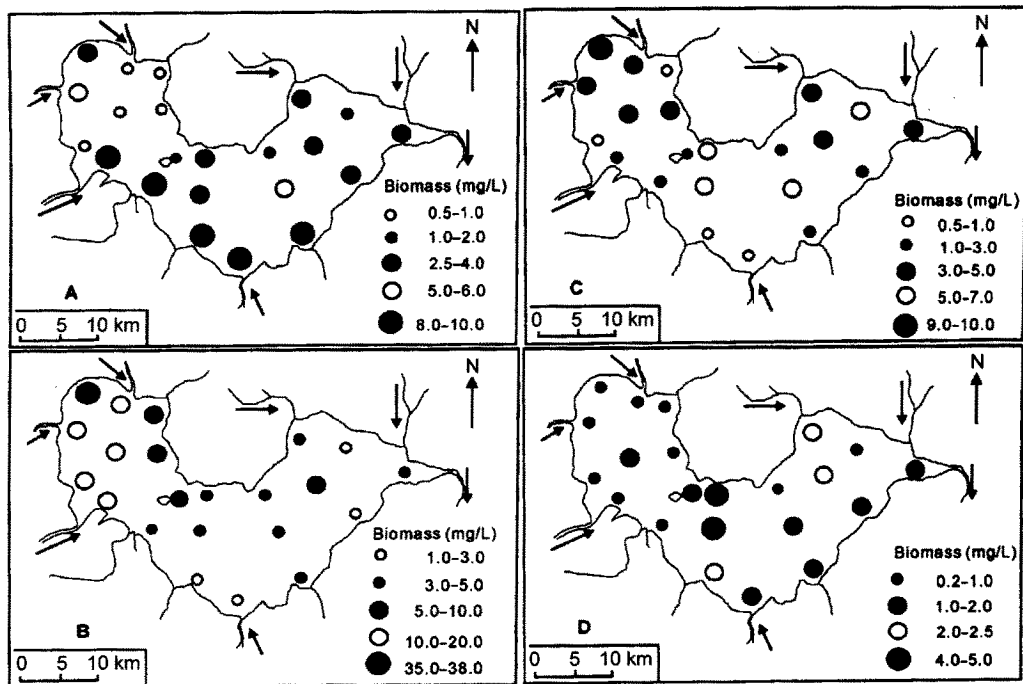 N
Biomass (mg/L)
0.5–1.0
1.0–2.0
2.5–4.0
5.0–6.0
8.0–10.0
A
0 5 10 km
N
Biomass (mg/L)
0.5–1.0
1.0–3.0
3.0–5.0
5.0–7.0
9.0–10.0
C
0 5 10 km
N
Biomass (mg/L)
1.0–3.0
3.0–5.0
5.0–10.0
10.0–20.0
35.0–38.0
B
0 5 10 km
N
Biomass (mg/L)
0.2–1.0
1.0–2.0
2.0–2.5
4.0–5.0
D
0 5 10 km